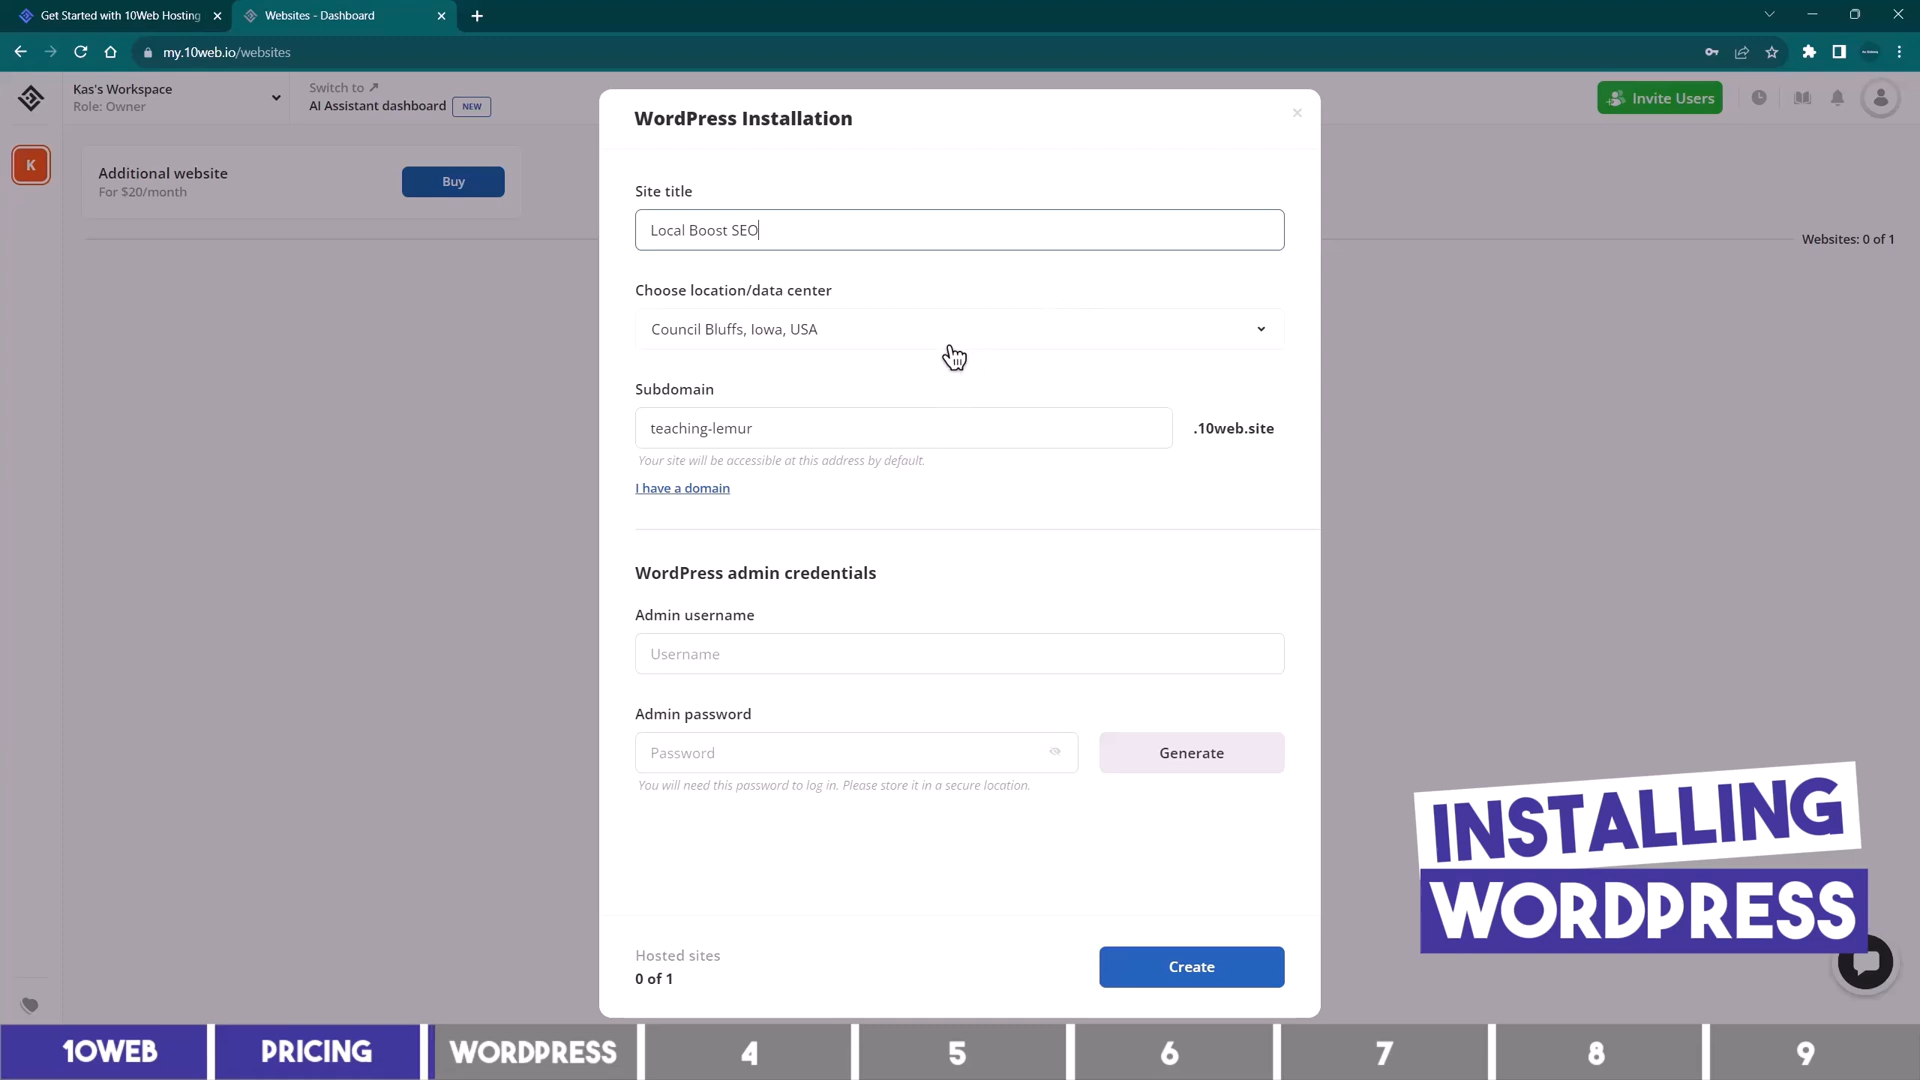 Get Started with 10Web Hosting
Websites - Dashboard
my.10web.io/websites
Kas's Workspace
Role: Owner
Switch to
AI Assistant dashboard
NEW
Invite Users
K
Additional website
For $20/month
Buy
Websites: 0 of 1
WordPress Installation
Site title
Local Boost SEO
Choose location/data center
Council Bluffs, Iowa, USA
Subdomain
teaching-lemur
.10web.site
Your site will be accessible at this address by default.
I have a domain
WordPress admin credentials
Admin username
Username
Admin password
Password
Generate
You will need this password to log in. Please store it in a secure location.
Hosted sites
0 of 1
Create
INSTALLING
WORDPRESS
10WEB
PRICING
WORDPRESS
4
5
6
7
8
9